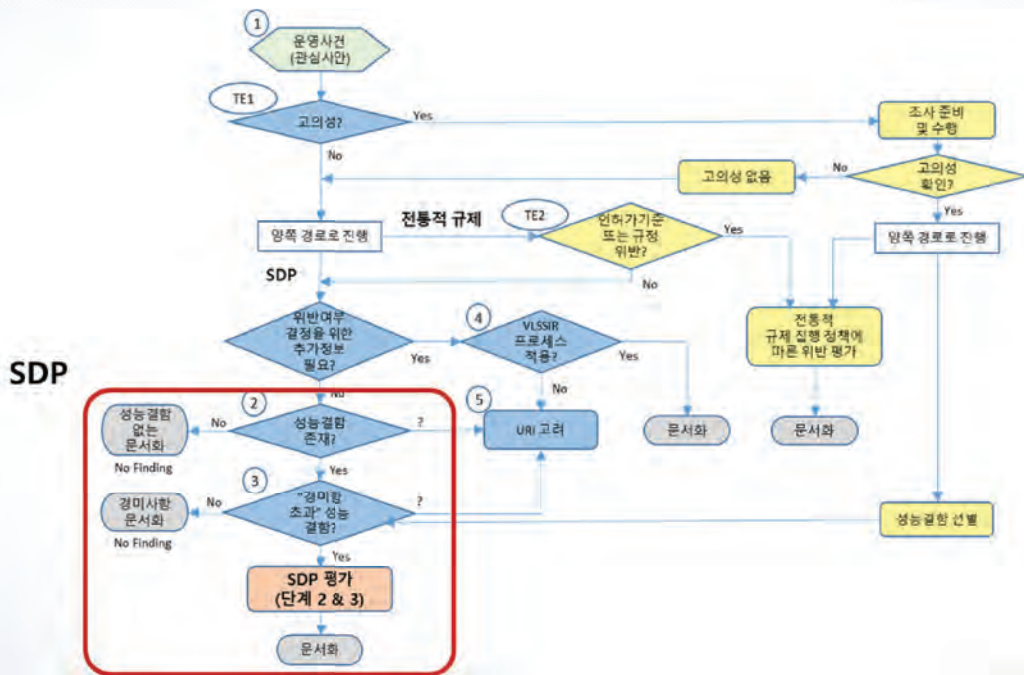 1
운영사건
(관심사안)
TE1
고의성?
Yes
조사 준비
및 수행
No
고의성 없음
No
고의성
확인?
Yes
양쪽 경로로 진행
전통적 규제
TE2
인허가기준
또는 규정
위반?
Yes
양쪽 경로로 진행
SDP
No
위반여부
결정을 위한
추가정보
필요?
Yes
4
VLSSIR
프로세스
적용?
Yes
전통적
규제 집행 정책에
따른 위반 평가
SDP
No
No
성능결함
없는
문서화
No
2
성능결함
존재?
?
5
URI 고려
문서화
문서화
No Finding
Yes
경미사항
문서화
No
3
"경미함
초과" 성능
결함?
?
성능결함 선별
No Finding
Yes
SDP 평가
(단계 2 & 3)
문서화